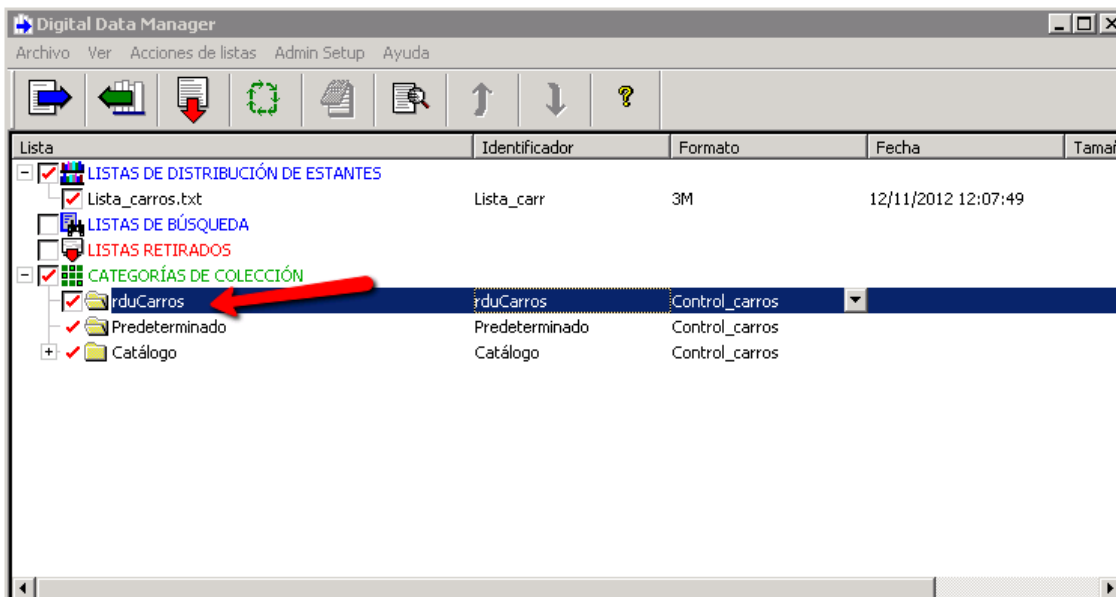 Digital Data Manager
Archivo Ver Acciones de listas Admin Setup Ayuda
Lista Identificador Formato Fecha Tamañ
LISTAS DE DISTRIBUCIÓN DE ESTANTES
Lista_carros.txt Lista_carr 3M 12/11/2012 12:07:49
LISTAS DE BÚSQUEDA
LISTAS RETIRADOS
CATEGORÍAS DE COLECCIÓN
rduCarros rduCarros Control_carros
Predeterminado Predeterminado Control_carros
Catálogo Catálogo Control_carros